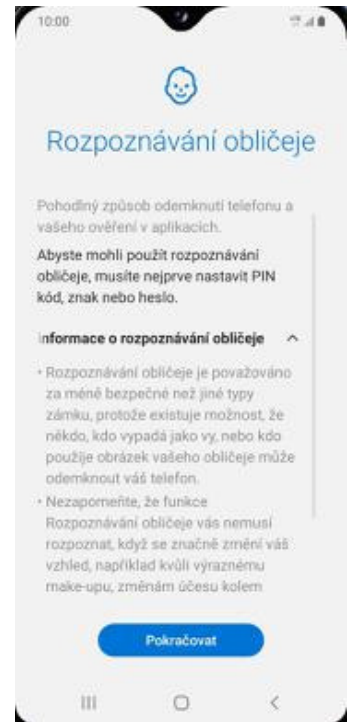 10:00
Rozpoznávání obličeje
Pohodlný způsob odemknutí telefonu a
vašeho ověření v aplikacích.
Abyste mohli použít rozpoznávání
obličeje, musíte nejprve nastavit PIN
kód, znak nebo heslo.
Informace o rozpoznávání obličeje
• Rozpoznávání obličeje je považováno
za méně bezpečné než jiné typy
zámku, protože existuje možnost, že
někdo, kdo vypadá jako vy, nebo kdo
použije obrázek vašeho obličeje může
odemknout váš telefon.
• Nezapomeňte, že funkce
Rozpoznávání obličeje vás nemusí
rozpoznat, když se značně změní váš
vzhled, například kvůli výraznému
make-upu, změnám účesu kolem
Pokračovat